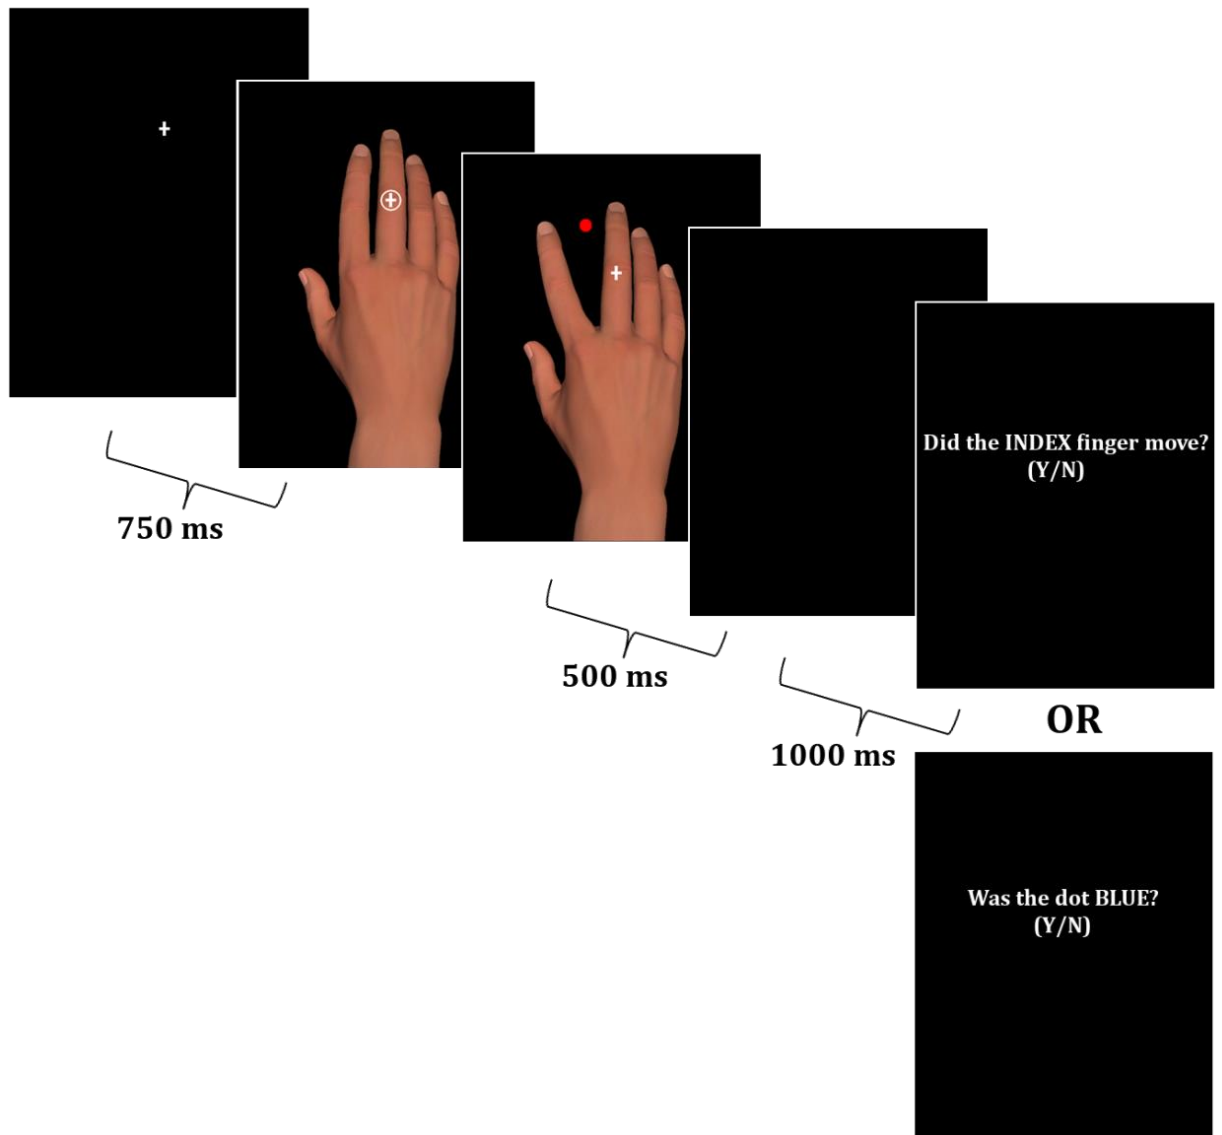 750 ms
500 ms
1000 ms
Did the INDEX finger move?
(Y/N)
OR
Was the dot BLUE?
(Y/N)